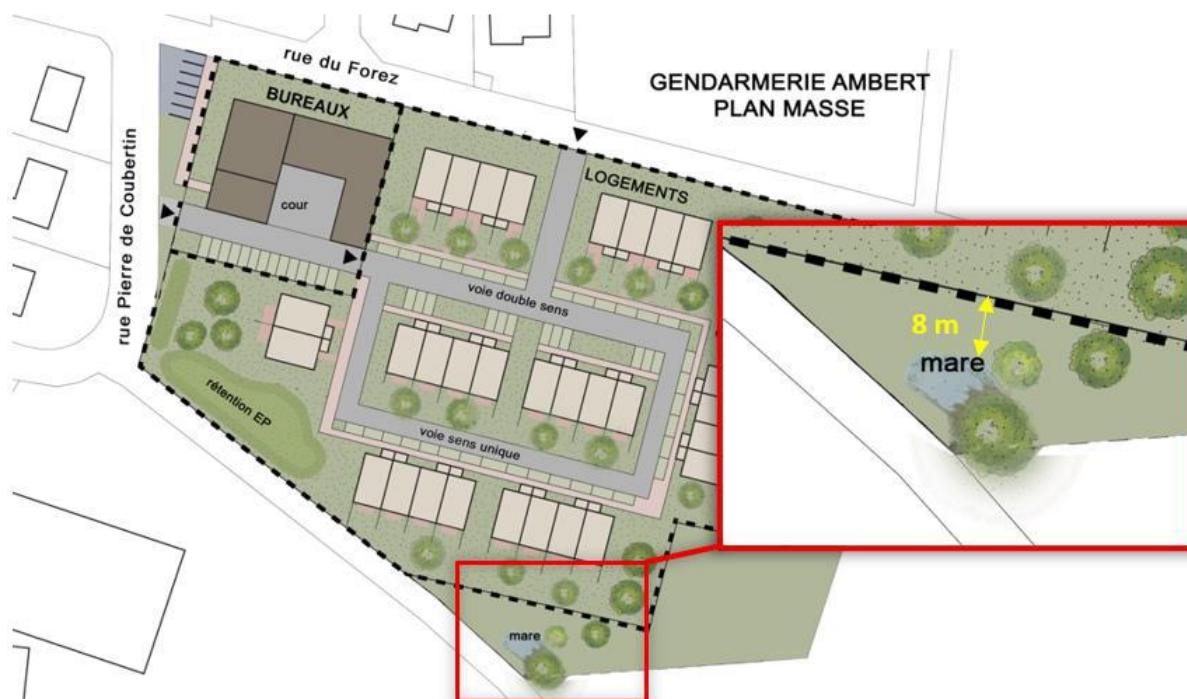 rue du Forez
GENDARMERIE AMBERT
PLAN MASSE
BUREAUX
LOGEMENTS
cour
rue Pierre de Coubertin
voie double sens
8 m
mare
rétention EP
voie sens unique
mare